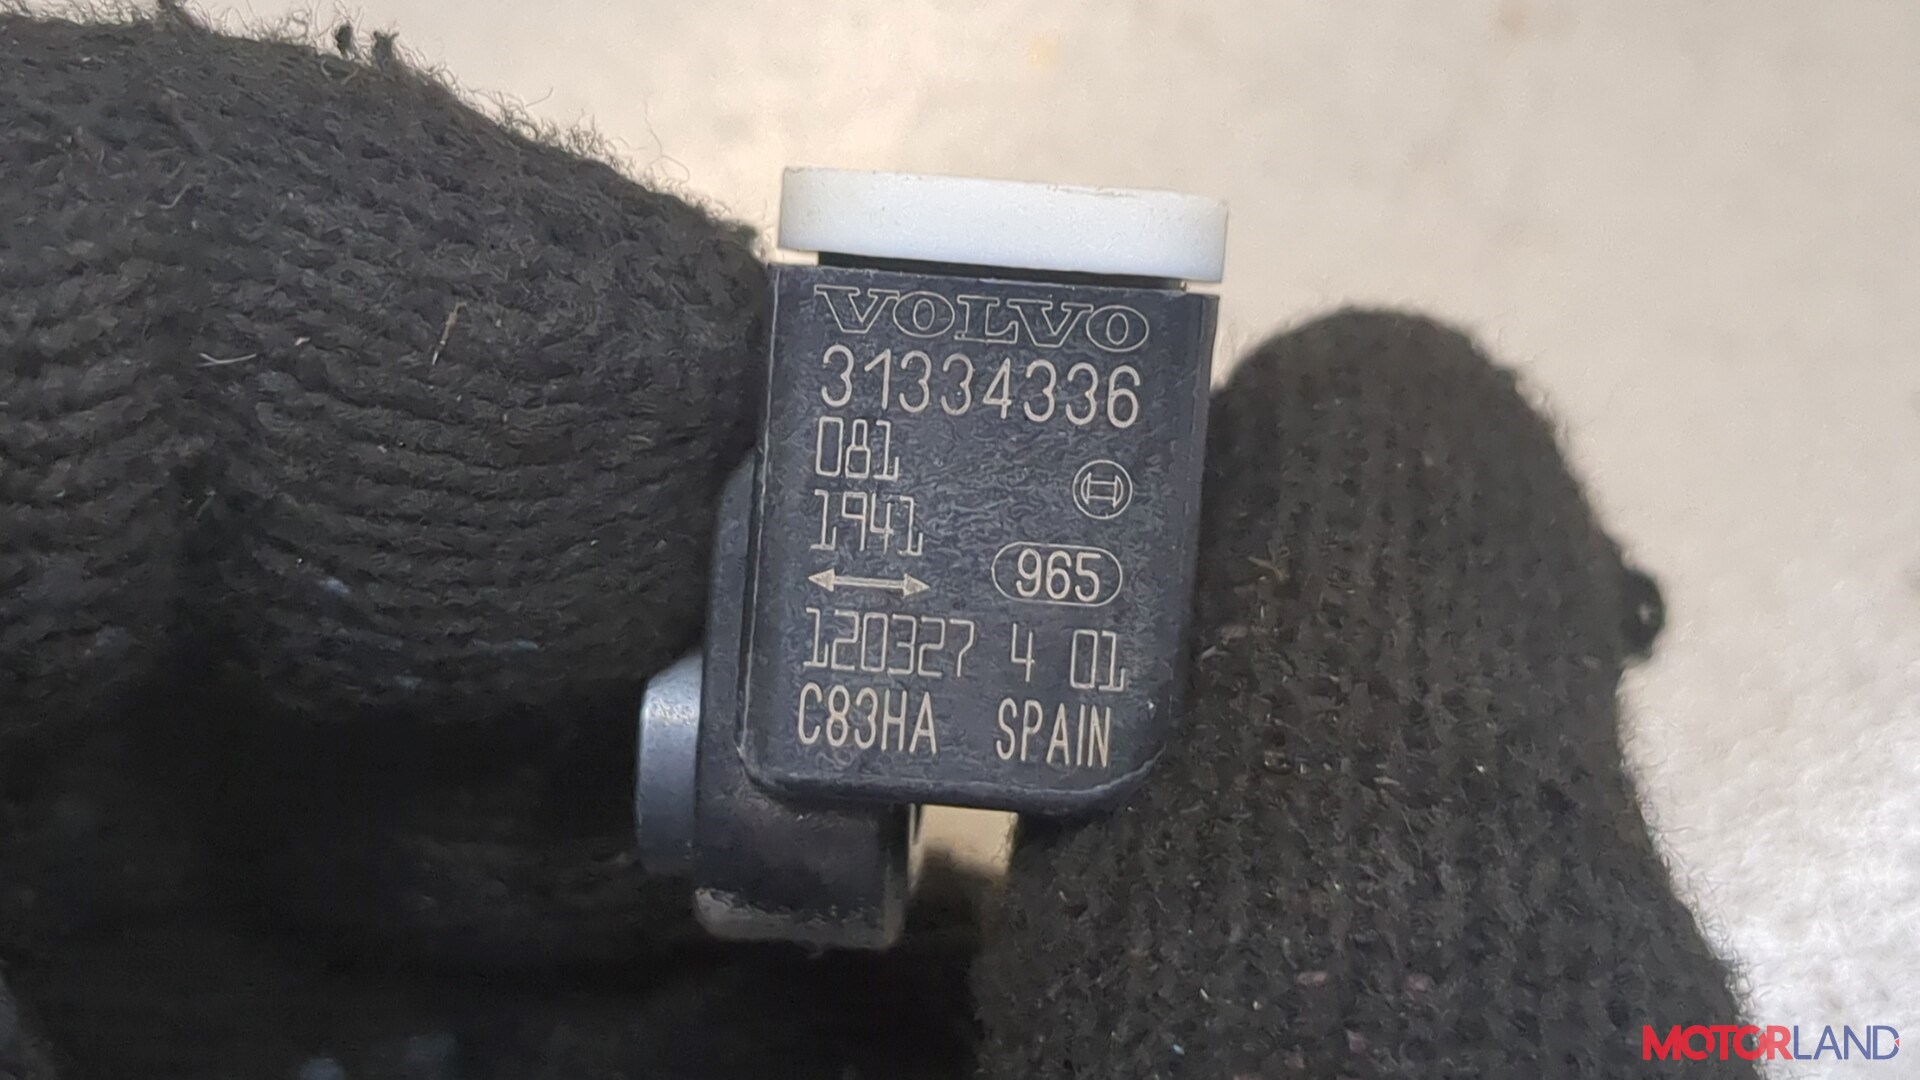 VOLVO
31334336
081
1941
965
120327 4 01
C83HA SPAIN
MOTORLAND